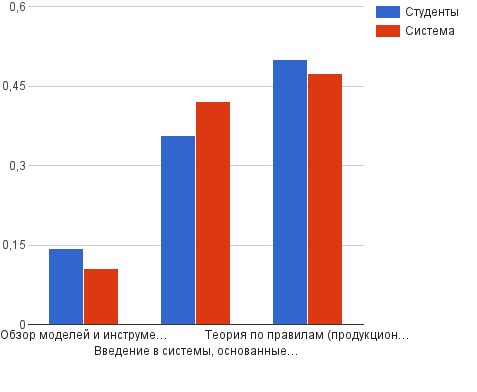 0,6
Студенты
Система
0,45
0,3
0,15
0
Обзор моделей и инструме...
Теория по правилам (продукцион...
Введение в системы, основанные...